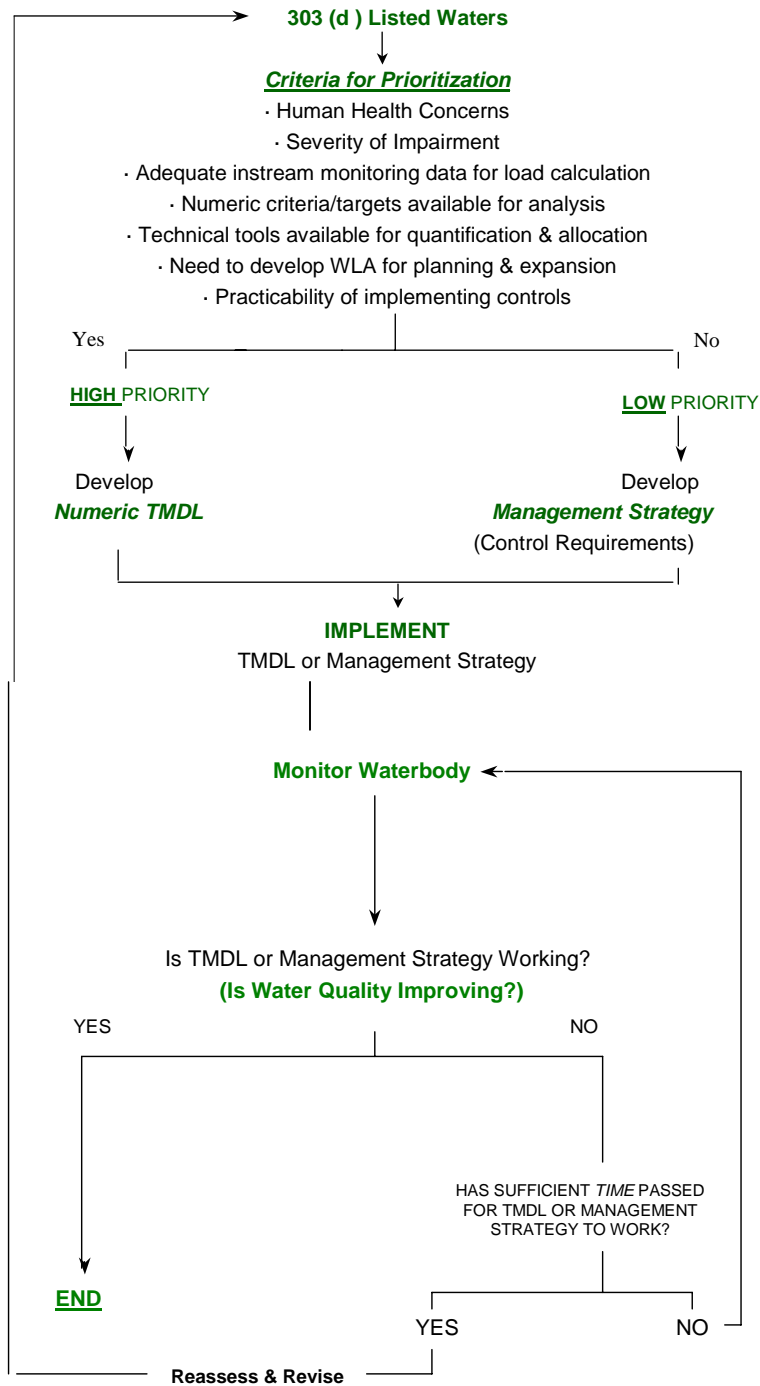 303 (d ) Listed Waters
Criteria for Prioritization
· Human Health Concerns
· Severity of Impairment
· Adequate instream monitoring data for load calculation
· Numeric criteria/targets available for analysis
· Technical tools available for quantification & allocation
· Need to develop WLA for planning & expansion
· Practicability of implementing controls
Yes
No
HIGH PRIORITY
LOW PRIORITY
Develop
Numeric TMDL
Develop
Management Strategy
(Control Requirements)
IMPLEMENT
TMDL or Management Strategy
Monitor Waterbody
Is TMDL or Management Strategy Working?
(Is Water Quality Improving?)
YES
NO
HAS SUFFICIENT TIME PASSED
FOR TMDL OR MANAGEMENT
STRATEGY TO WORK?
END
YES
NO
Reassess & Revise